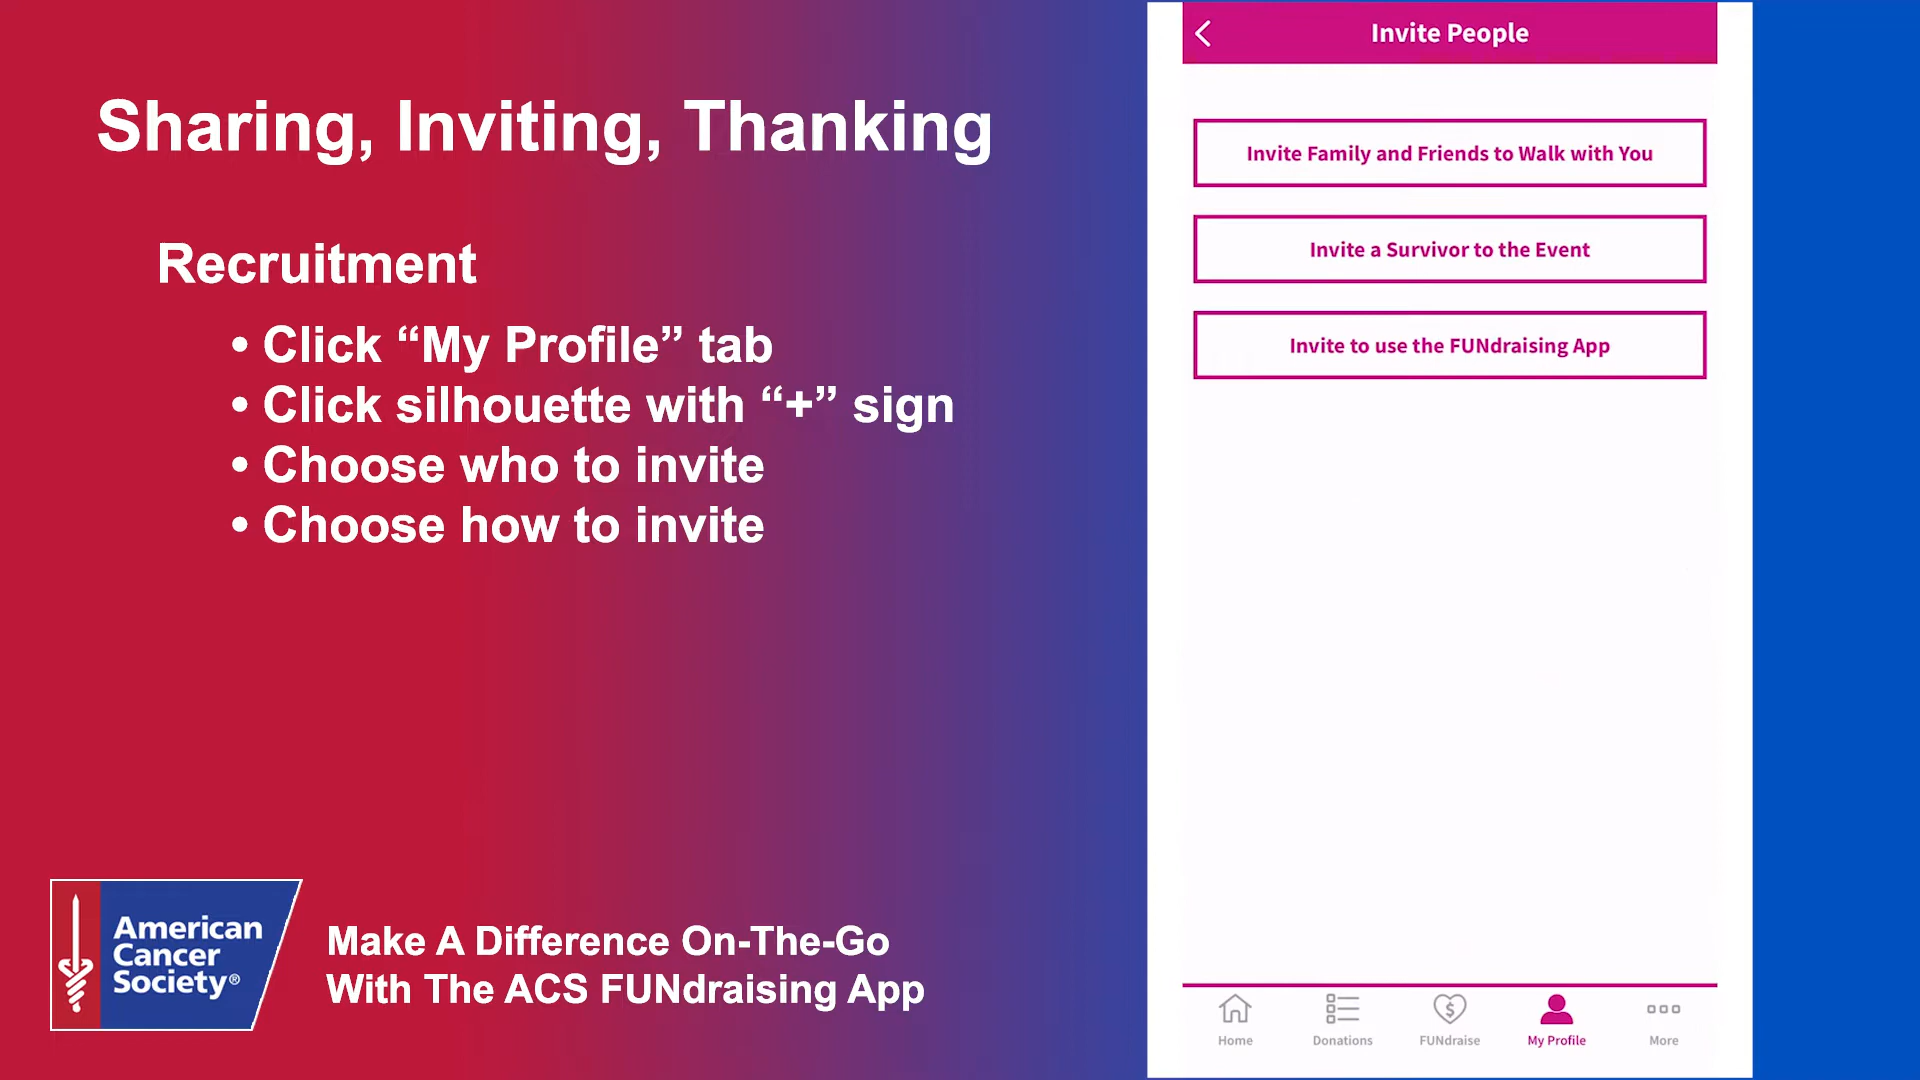 Sharing, Inviting, Thanking
Recruitment
• Click “My Profile” tab
• Click silhouette with “+” sign
• Choose who to invite
• Choose how to invite
American
Cancer
Society®
Make A Difference On-The-Go
With The ACS FUNdraising App
Invite People
Invite Family and Friends to Walk with You
Invite a Survivor to the Event
Invite to use the FUNdraising App
Home
Donations
FUNdraise
My Profile
More